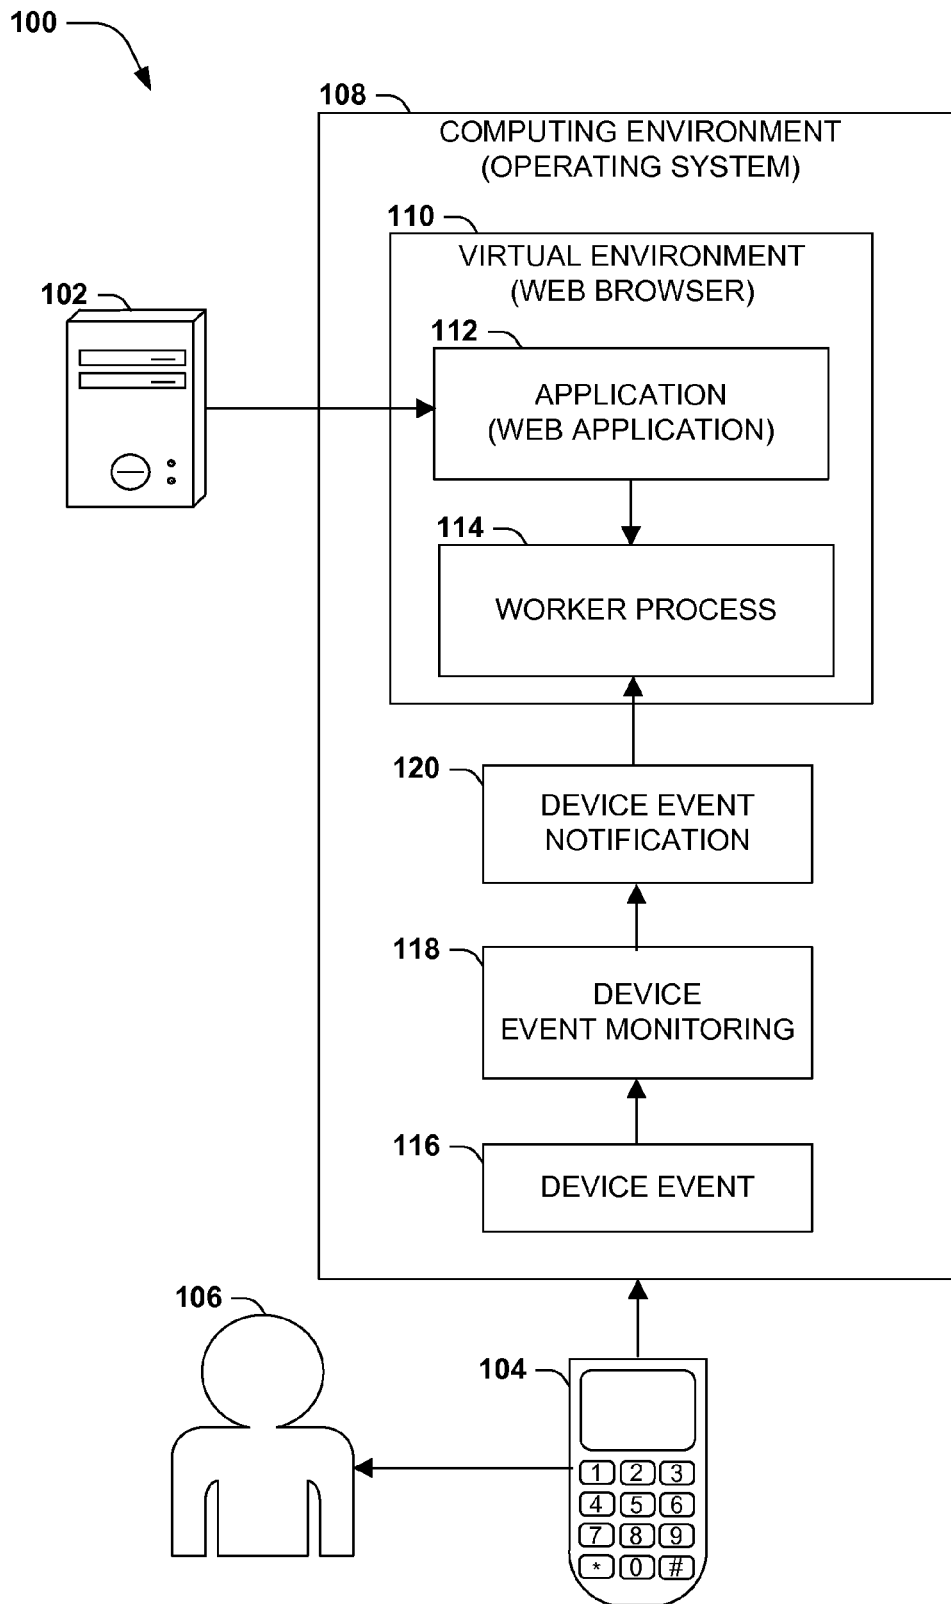 100
108
COMPUTING ENVIRONMENT
(OPERATING SYSTEM)
110
VIRTUAL ENVIRONMENT
(WEB BROWSER)
102
112
APPLICATION
(WEB APPLICATION)
114
WORKER PROCESS
120
DEVICE EVENT
NOTIFICATION
118
DEVICE
EVENT MONITORING
116
DEVICE EVENT
106
104
1 2 3
4 5 6
7 8 9
* 0 #